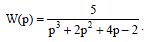 W(p) = 5 / (p³ + 2p² + 4p - 2) .